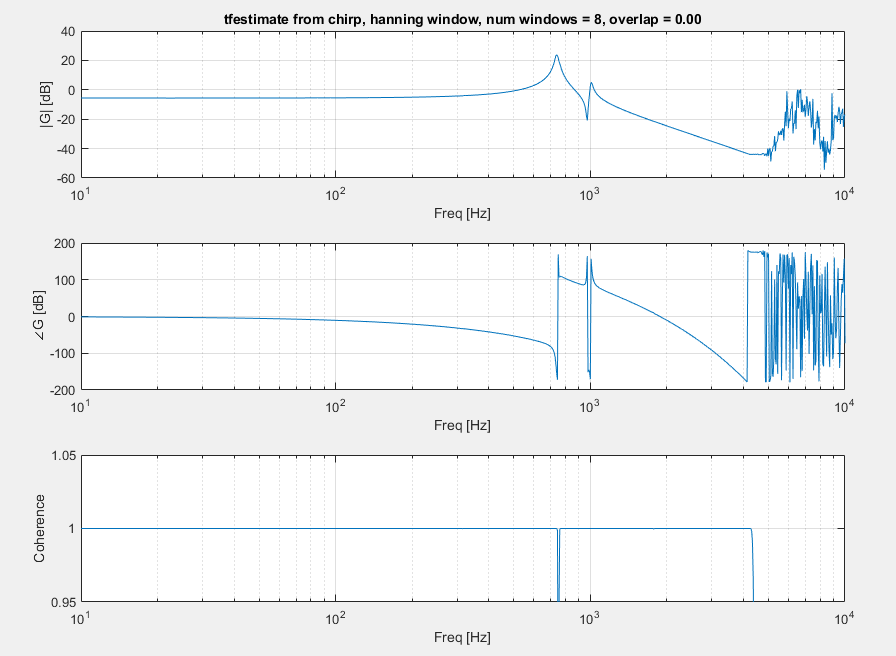 tfestimate from chirp, hanning window, num windows = 8, overlap = 0.00
40
20
0
-20
-40
-60
|G| [dB]
10^1 10^2 10^3 10^4
Freq [Hz]
200
100
0
-100
-200
∠G [dB]
10^1 10^2 10^3 10^4
Freq [Hz]
1.05
1
0.95
Coherence
10^1 10^2 10^3 10^4
Freq [Hz]